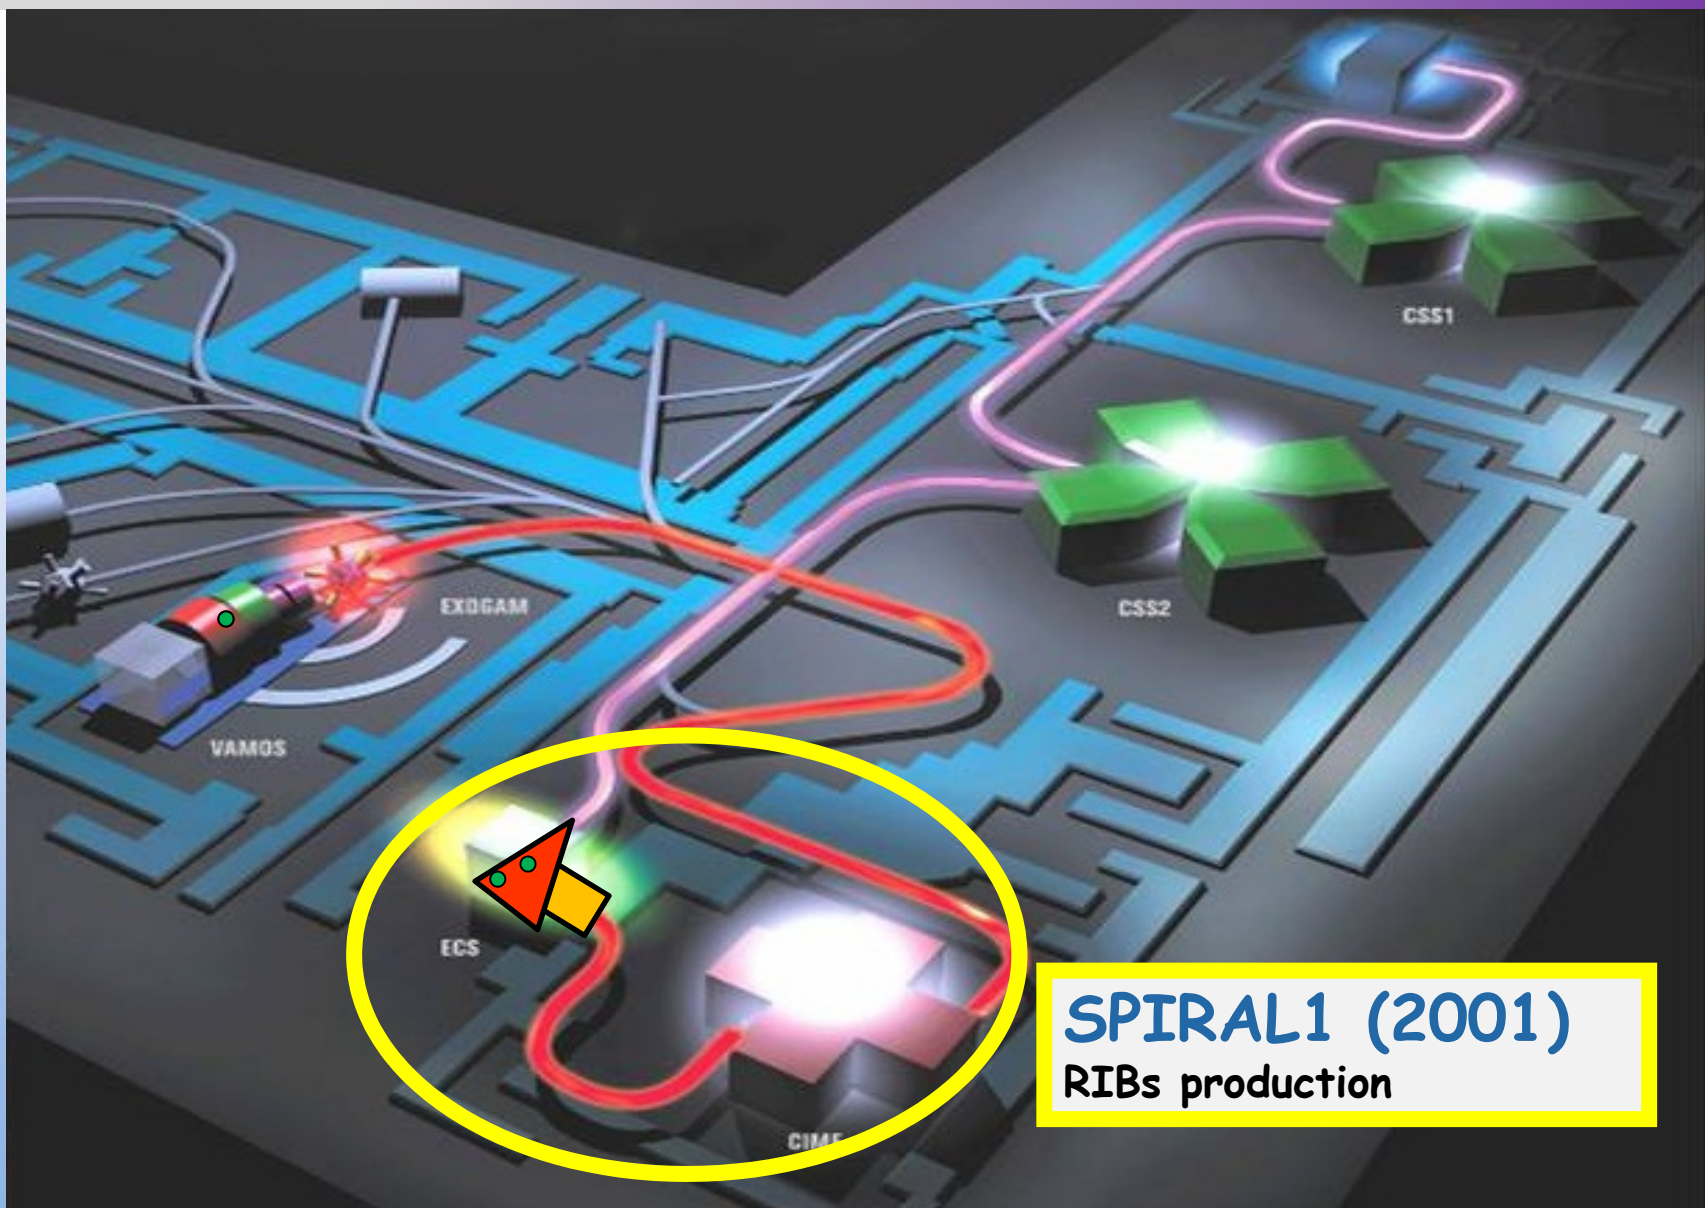 CSS1
CSS2
EXOGAM
VAMOS
ECS
SPIRAL1 (2001)
RIBs production